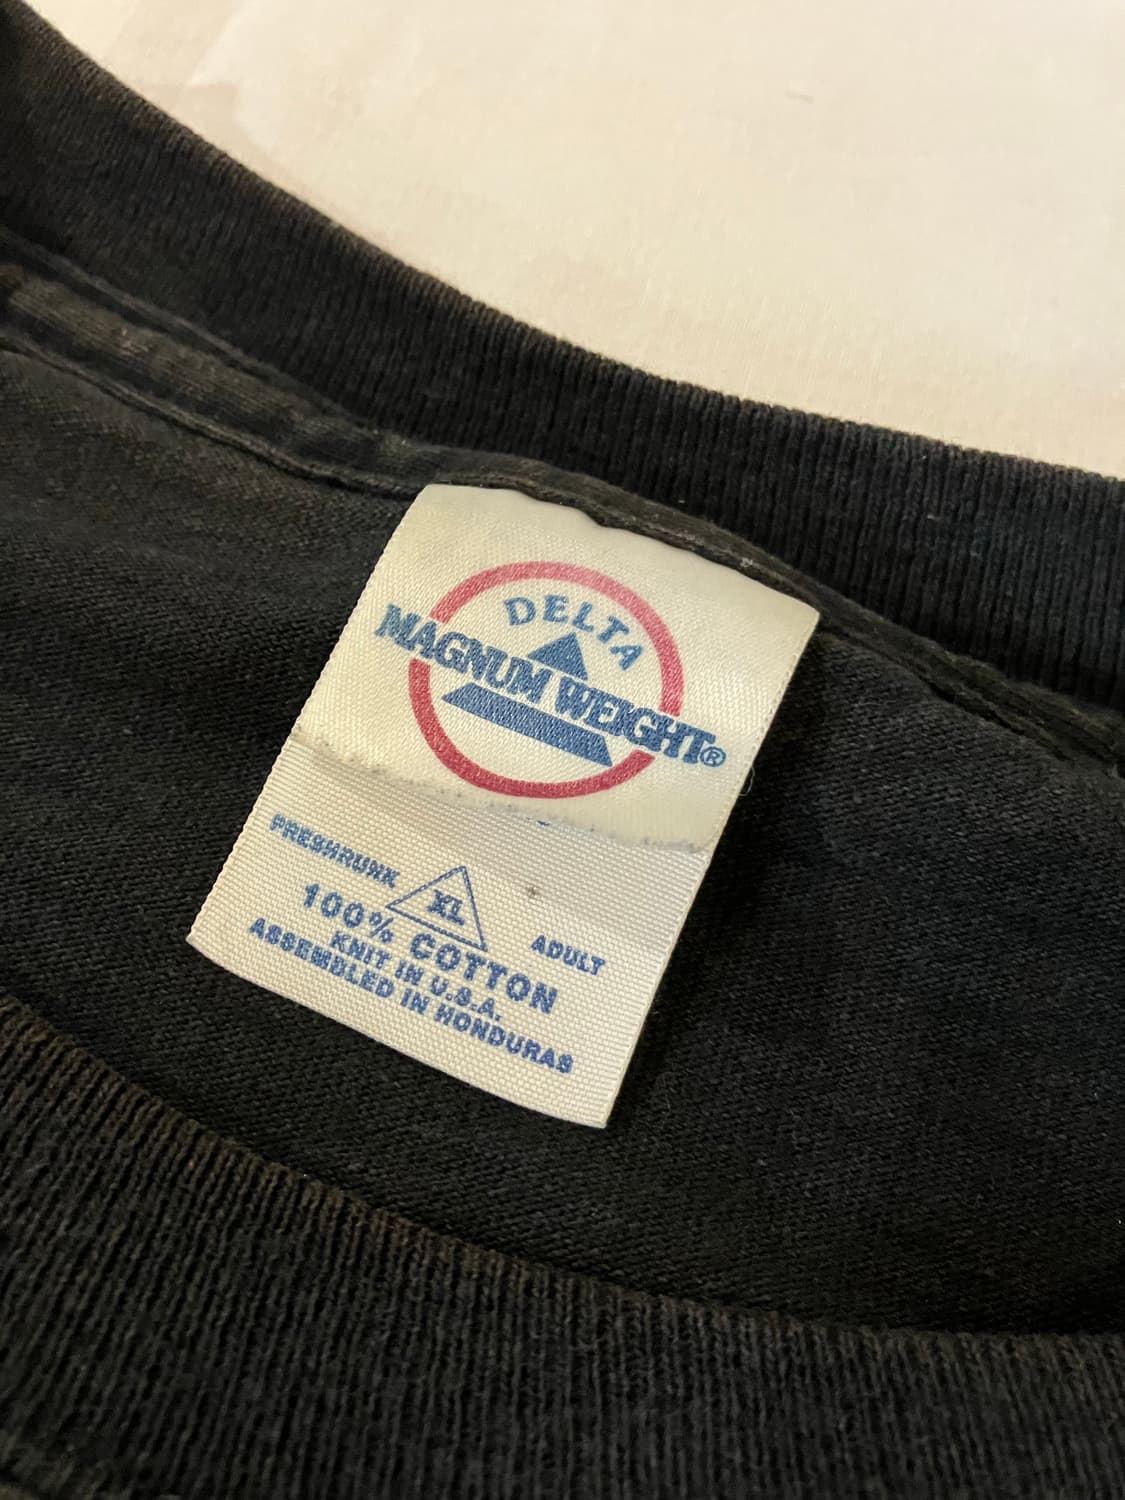 DELTA
MAGNUM WEIGHT®
PRESHRUNK
XL
ADULT
100% COTTON
KNIT IN U.S.A.
ASSEMBLED IN HONDURAS